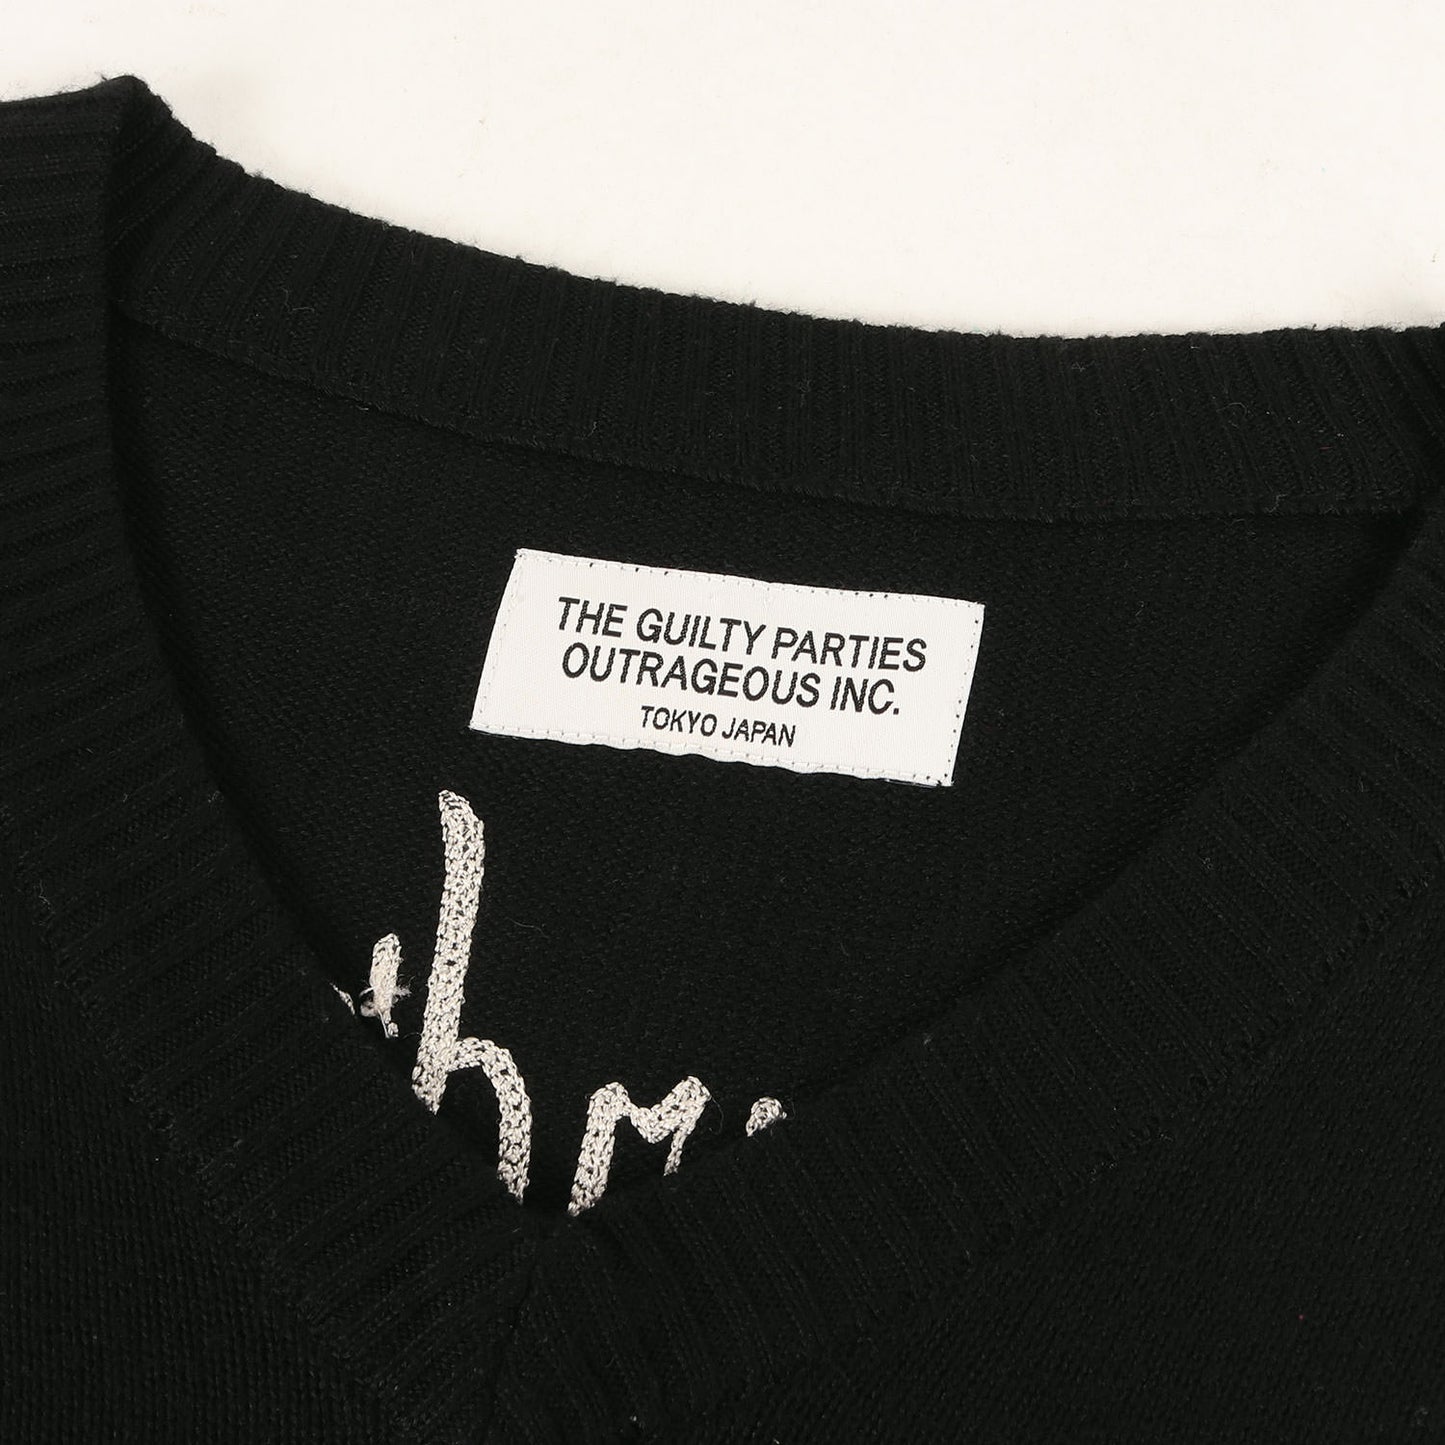 THE GUILTY PARTIES
OUTRAGEOUS INC.
TOKYO JAPAN